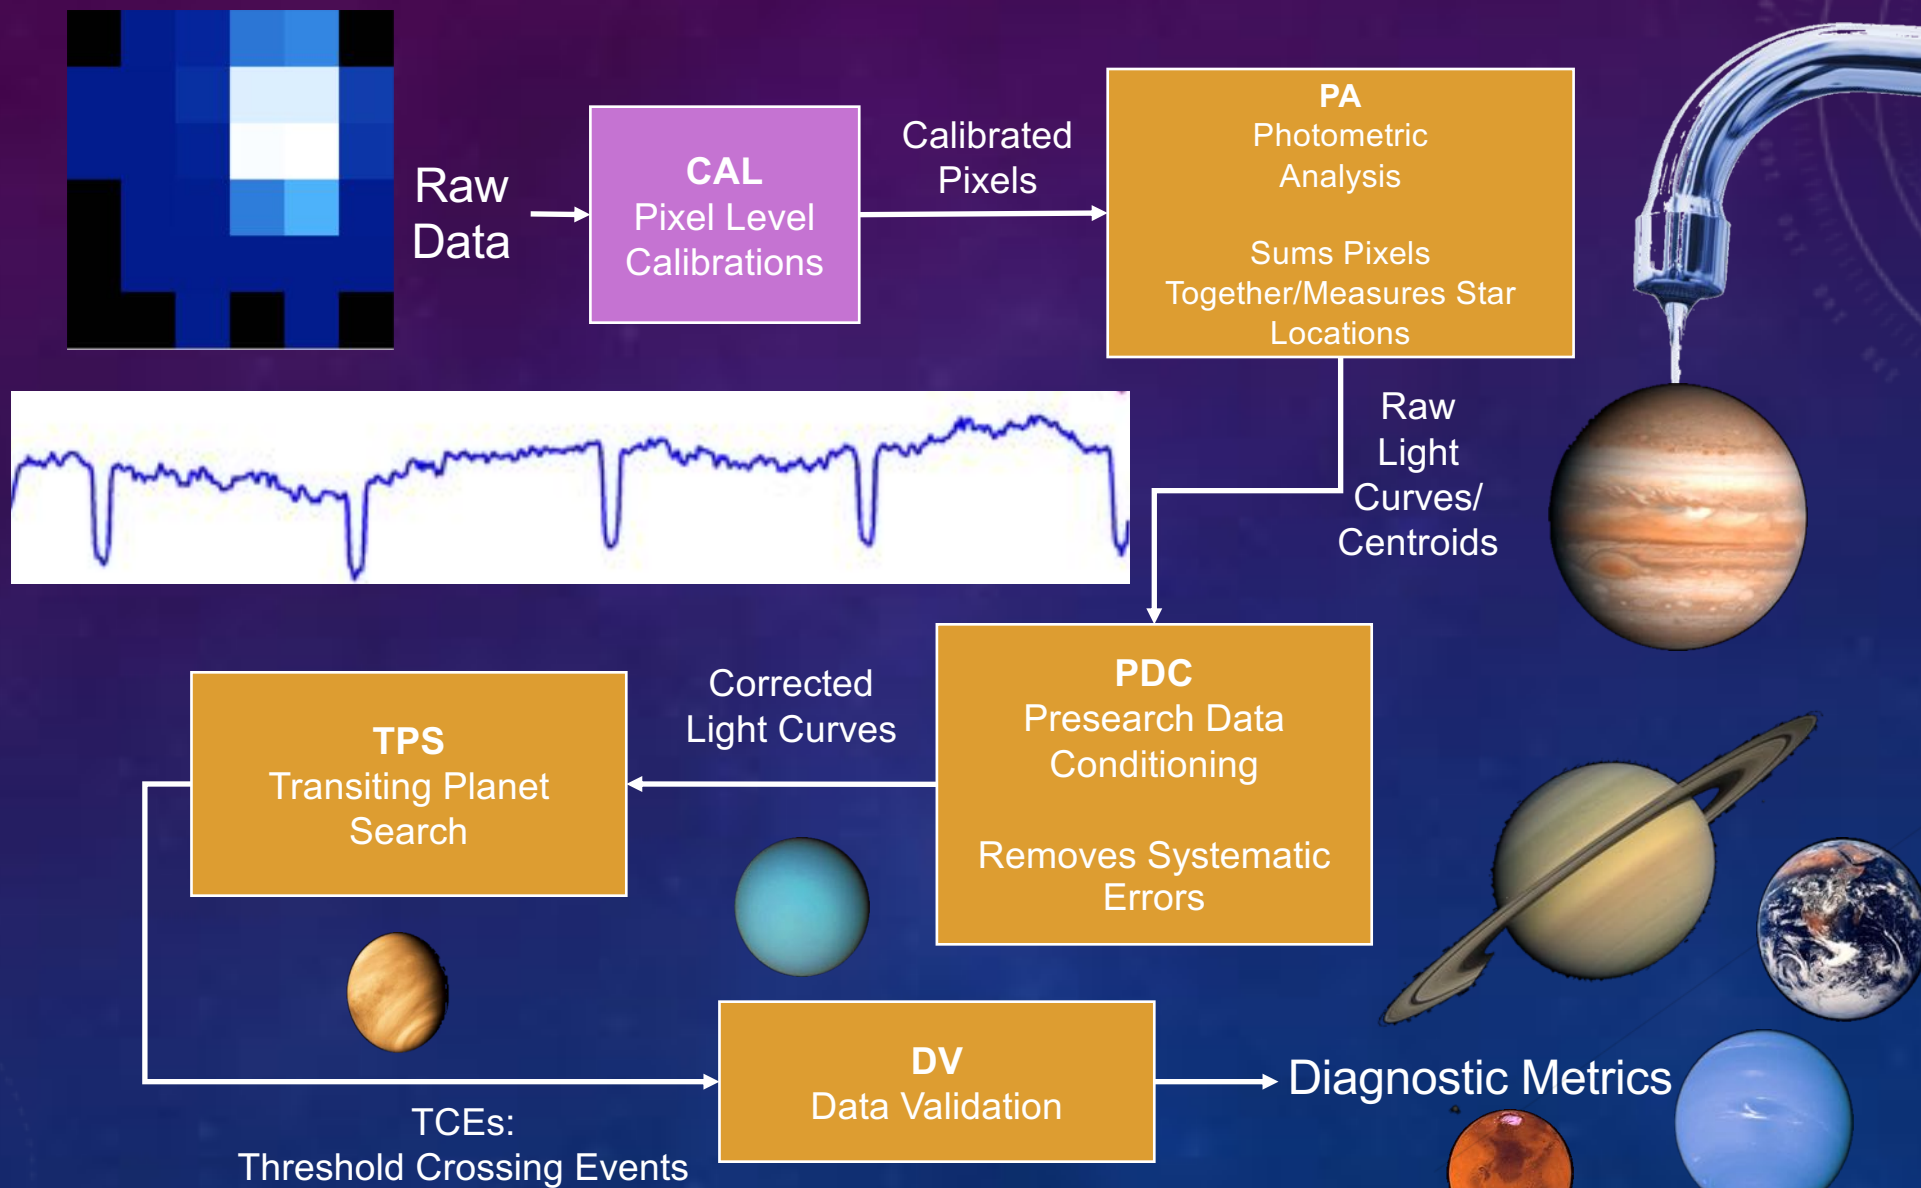 Raw
Data
CAL
Pixel Level
Calibrations
Calibrated
Pixels
PA
Photometric
Analysis
Sums Pixels
Together/Measures Star
Locations
Raw
Light
Curves/
Centroids
PDC
Presearch Data
Conditioning
Removes Systematic
Errors
Corrected
Light Curves
TPS
Transiting Planet
Search
TCEs:
Threshold Crossing Events
DV
Data Validation
Diagnostic Metrics